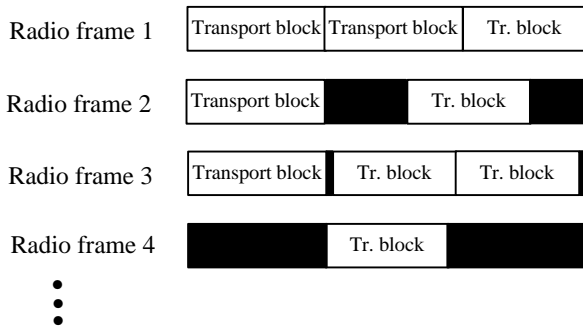 Radio frame 1 Transport block Transport block Tr. block
Radio frame 2 Transport block Tr. block
Radio frame 3 Transport block Tr. block Tr. block
Radio frame 4 Tr. block